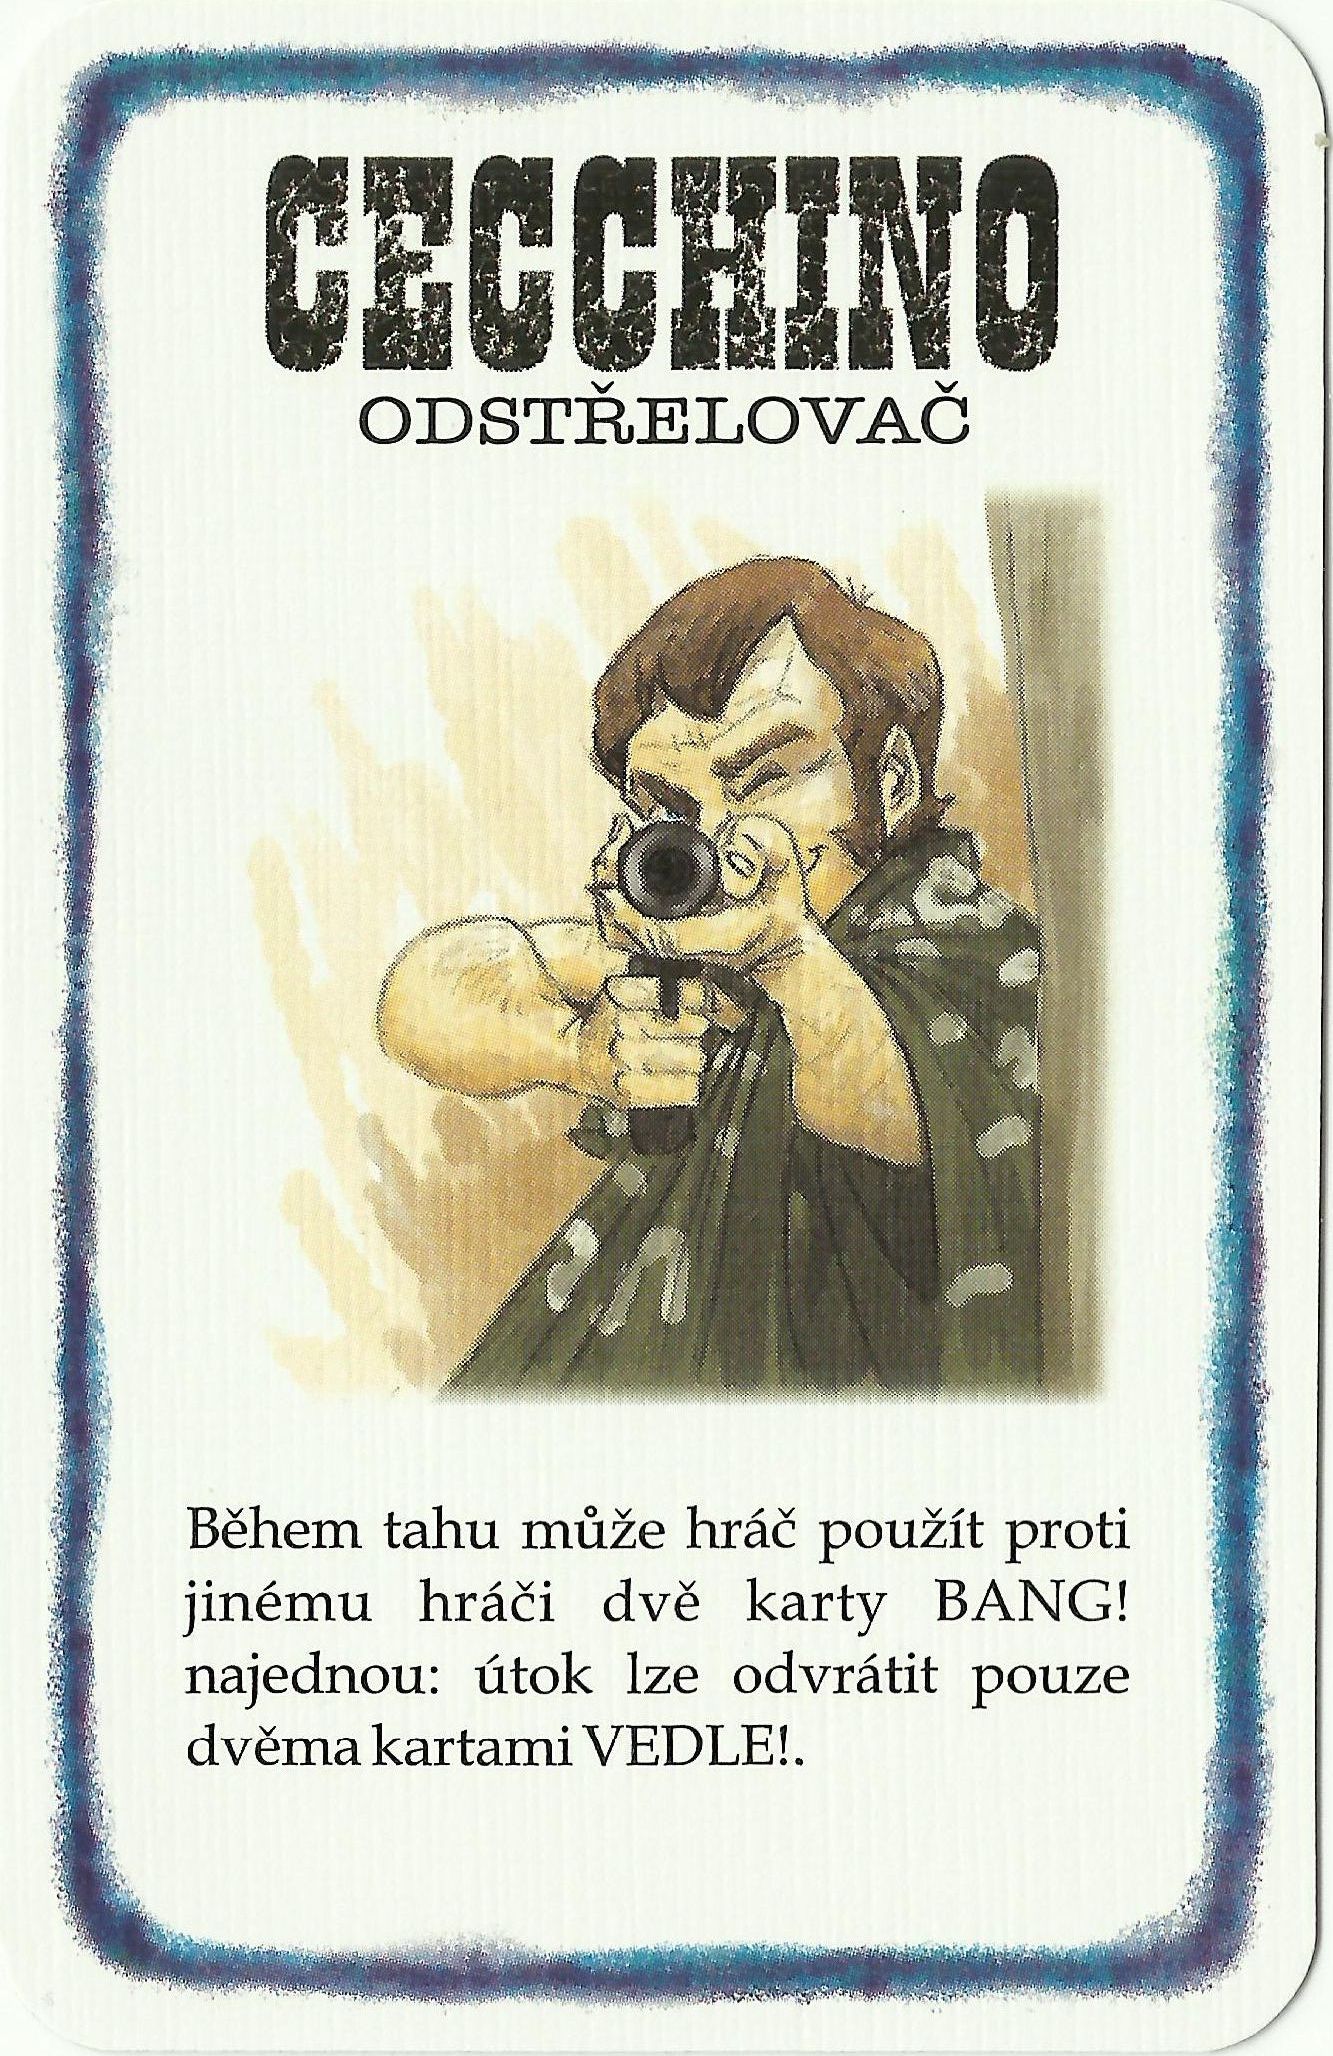 CECCHINO
ODSTŘELOVAČ
Během tahu může hráč použít proti
jinému hráči dvě karty BANG!
najednou: útok lze odvrátit pouze
dvěma kartami VEDLE!.